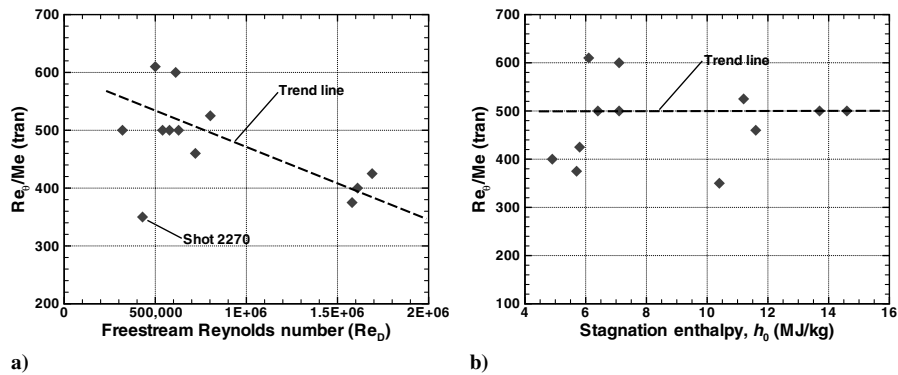 700
600
500
400
300
200
Re_θ/Me (tran)
Trend line
Shot 2270
0 500,000 1E+06 1.5E+06 2E+06
Freestream Reynolds number (Re_D)
a)
700
600
500
400
300
200
100
Re_θ/Me (tran)
Trend line
4 6 8 10 12 14 16
Stagnation enthalpy, h_0 (MJ/kg)
b)